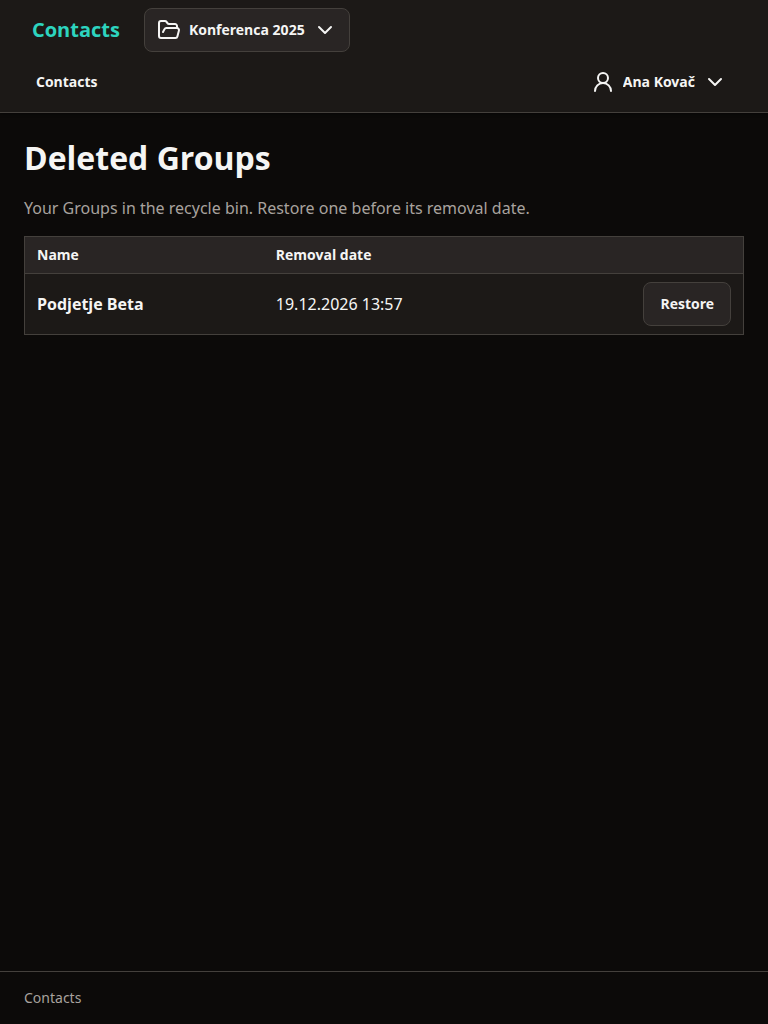 Contacts
Konferenca 2025
Contacts
Ana Kovač
Deleted Groups
Your Groups in the recycle bin. Restore one before its removal date.
Name Removal date
Podjetje Beta 19.12.2026 13:57 Restore
Contacts